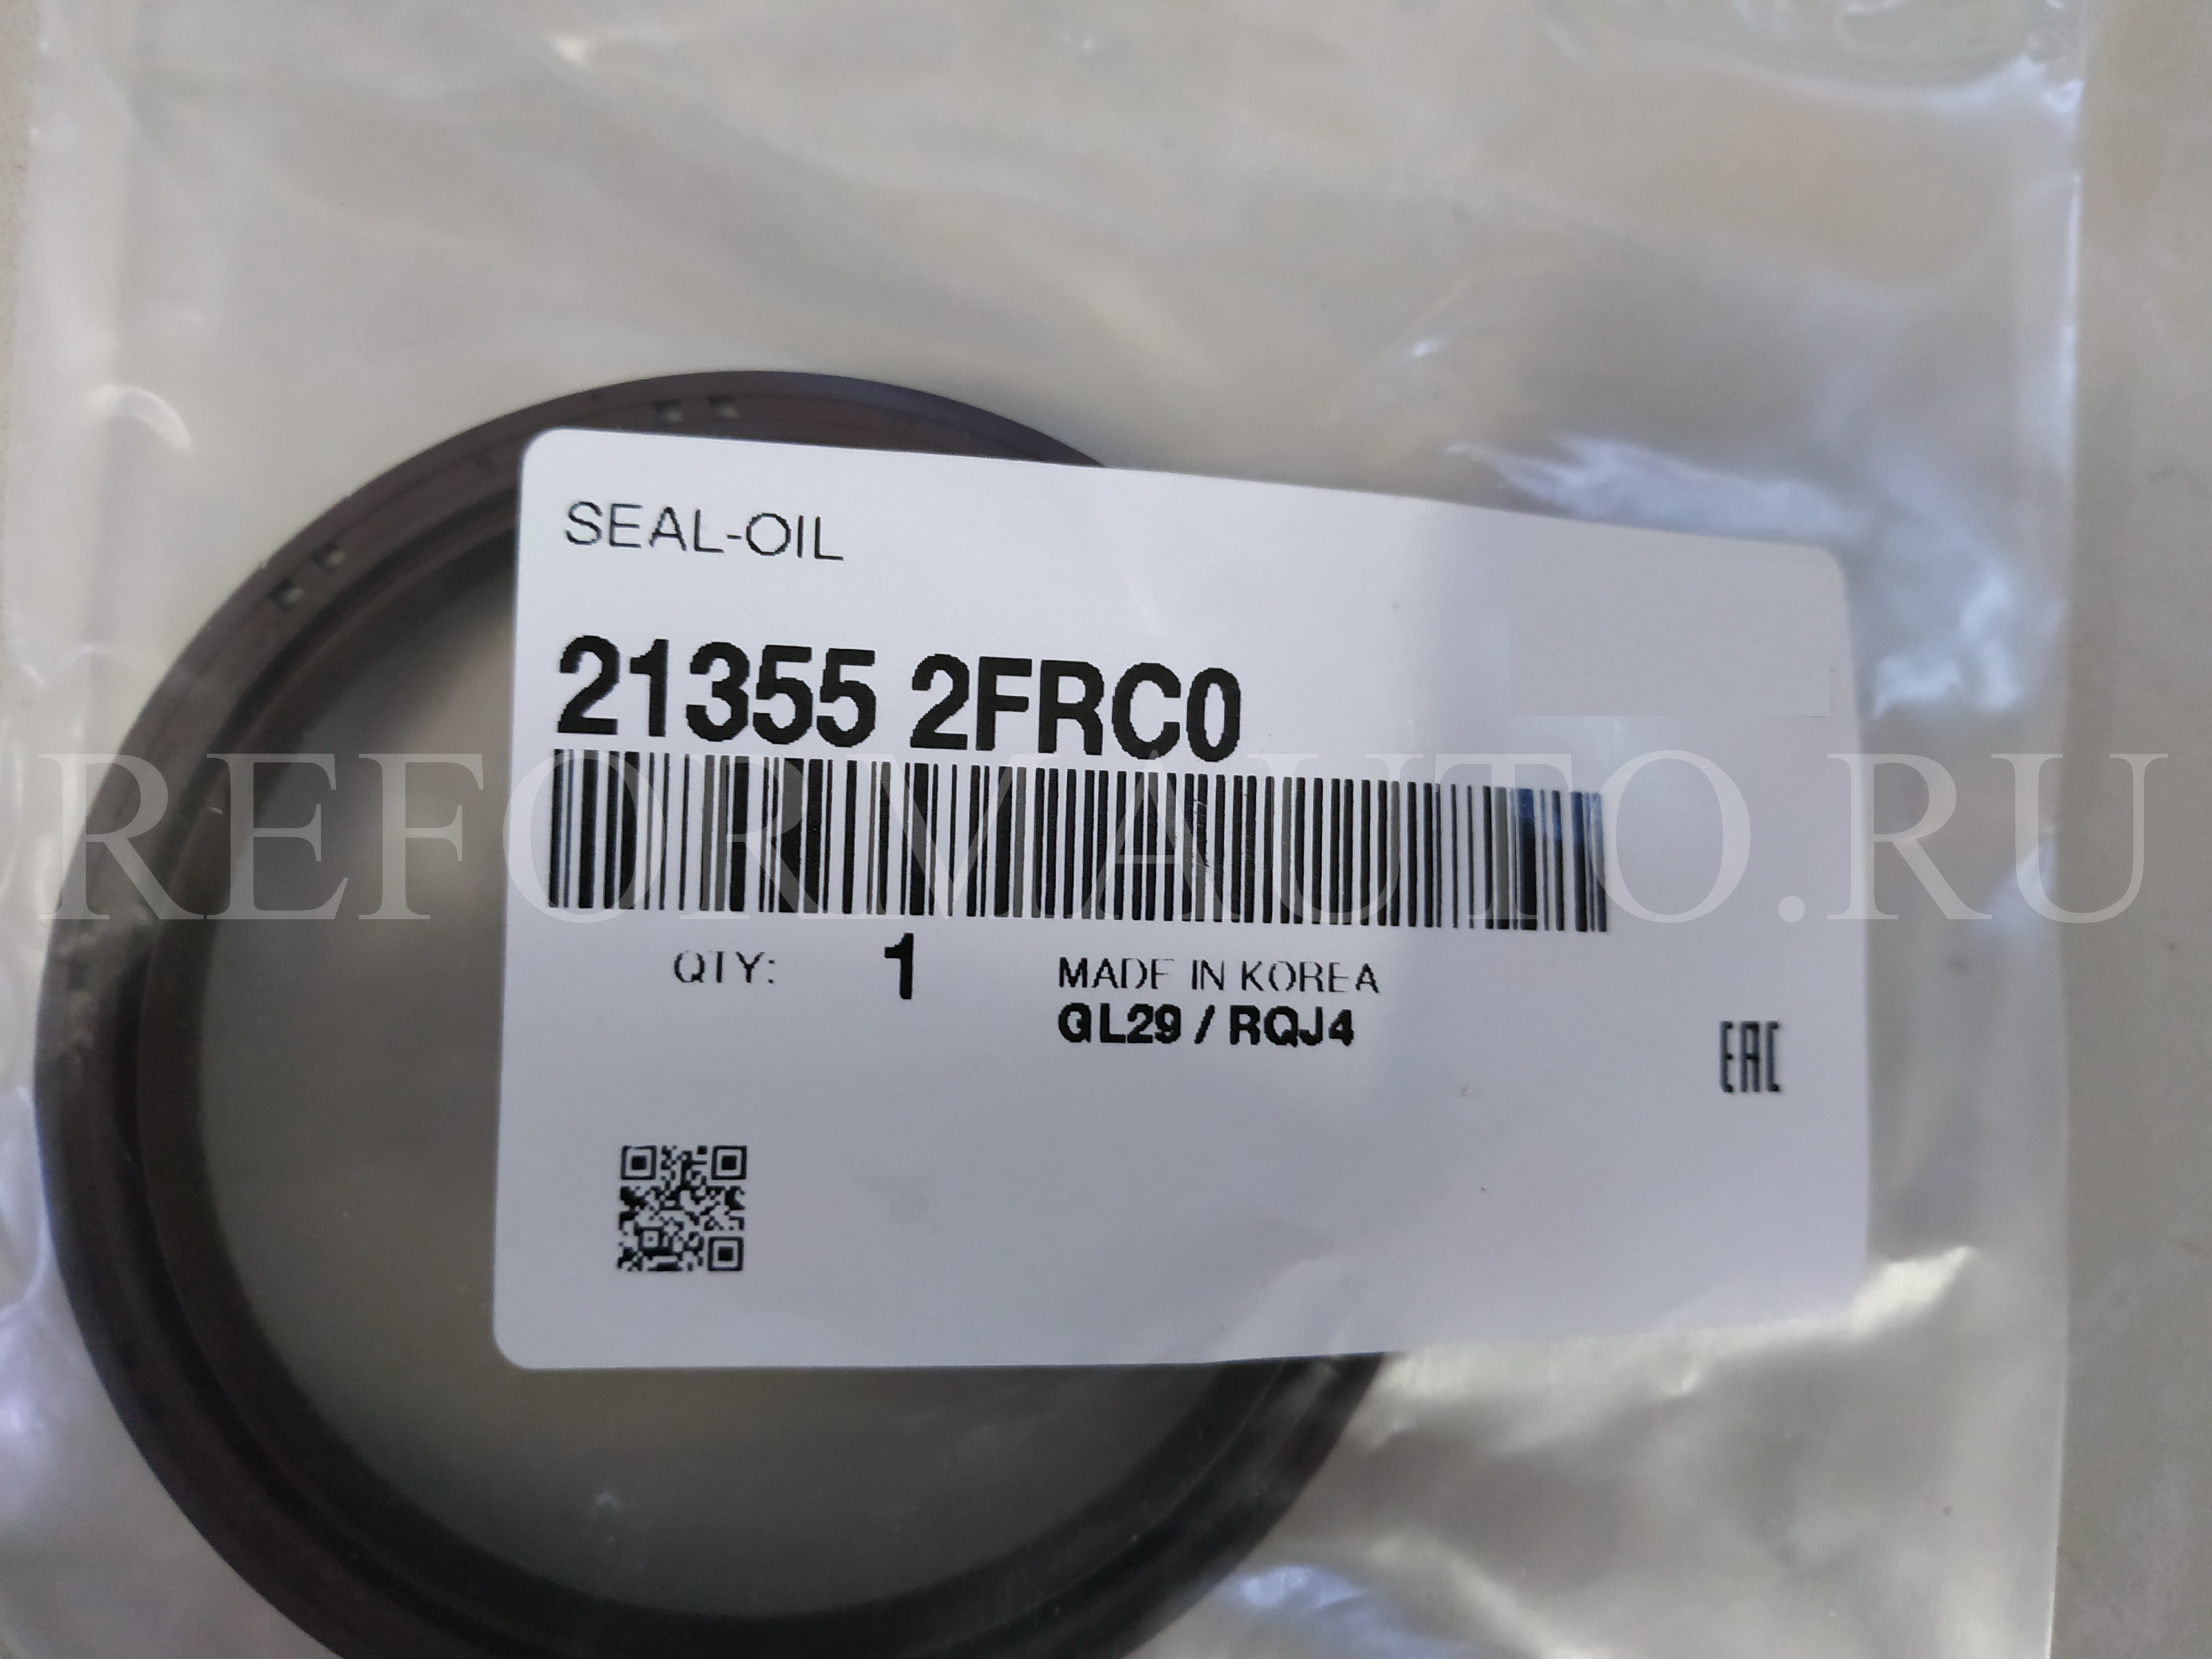 SEAL-OIL
21355 2FRC0
REFORMAUTO.RU
QTY: 1 MADE IN KOREA
GL29 / RQJ4
EAC